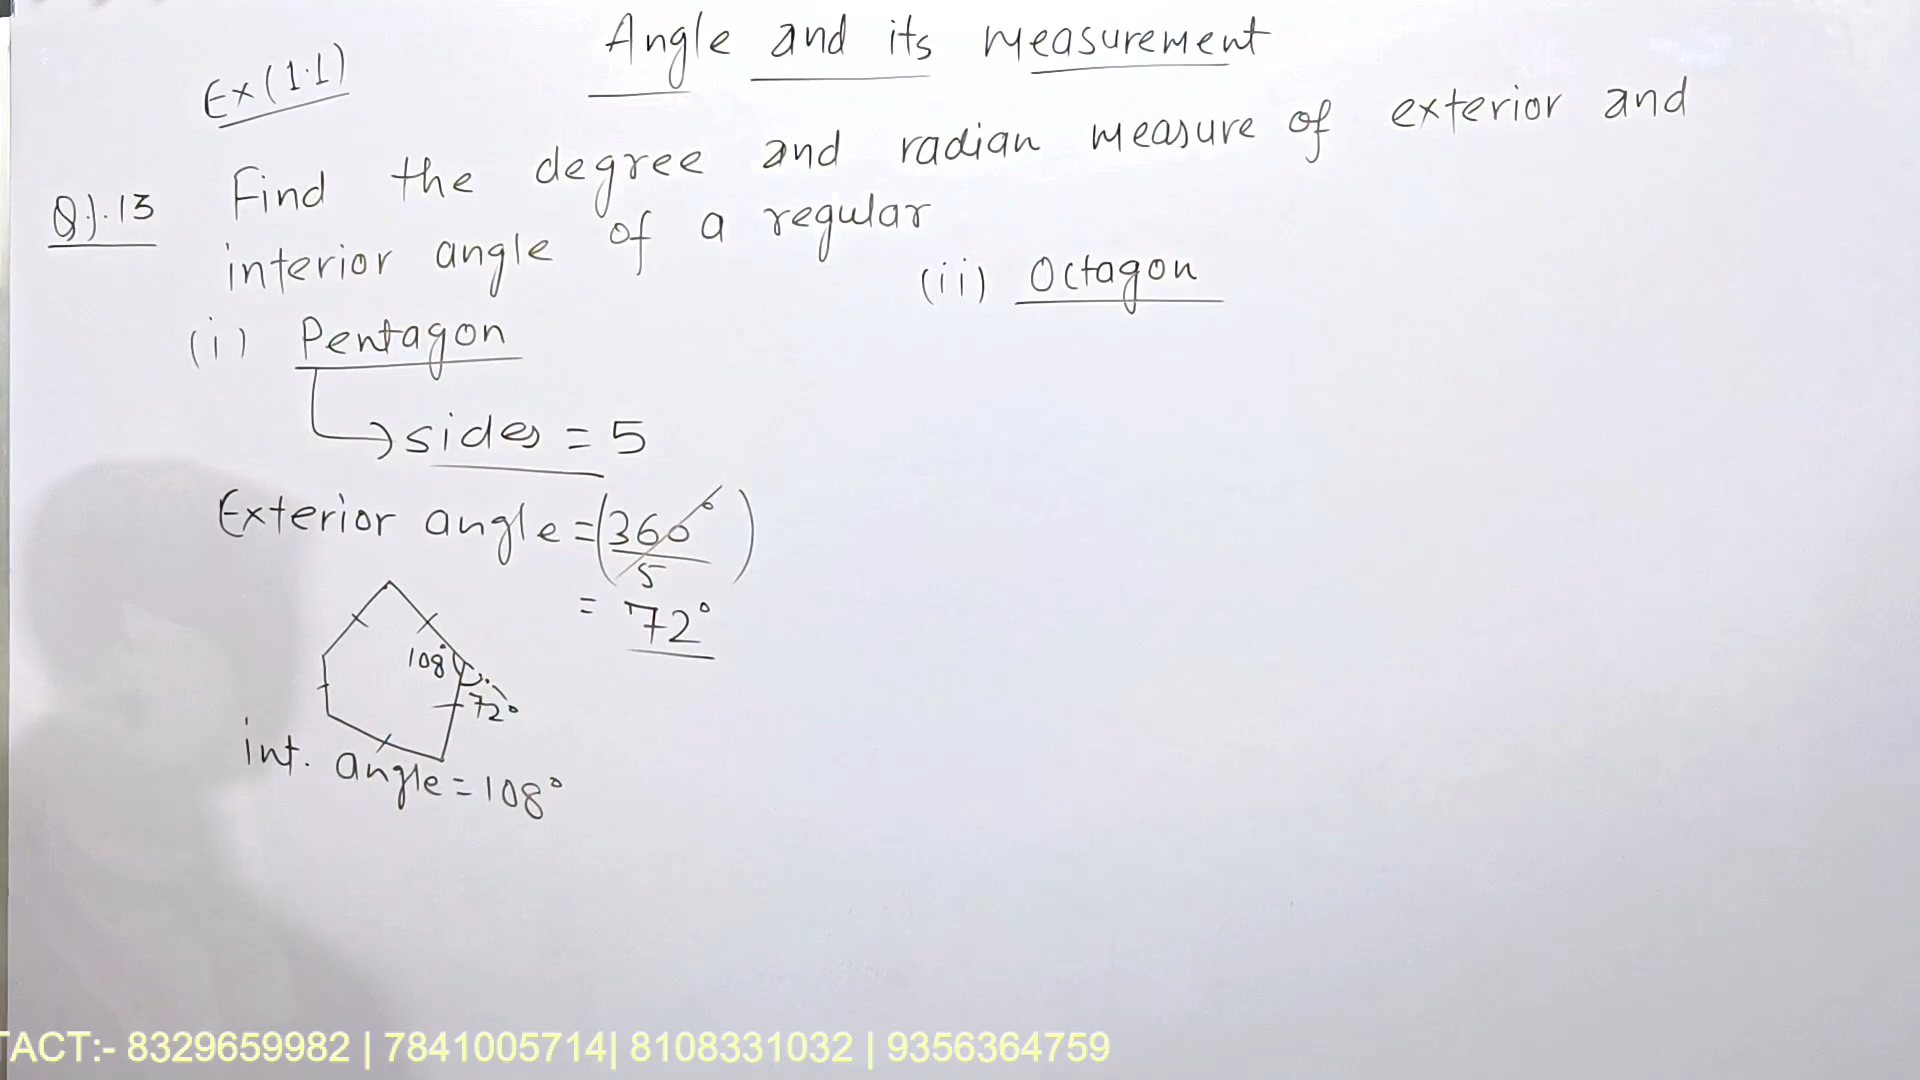 Angle and its measurement
Ex(1.1)
Q).13 Find the degree and radian measure of exterior and
interior angle of a regular
(i) Pentagon
(ii) Octagon
sides = 5
Exterior angle = (360°/5)
= 72°
108°
72°
int. angle = 108°
TACT:- 8329659982 | 7841005714| 8108331032 | 9356364759